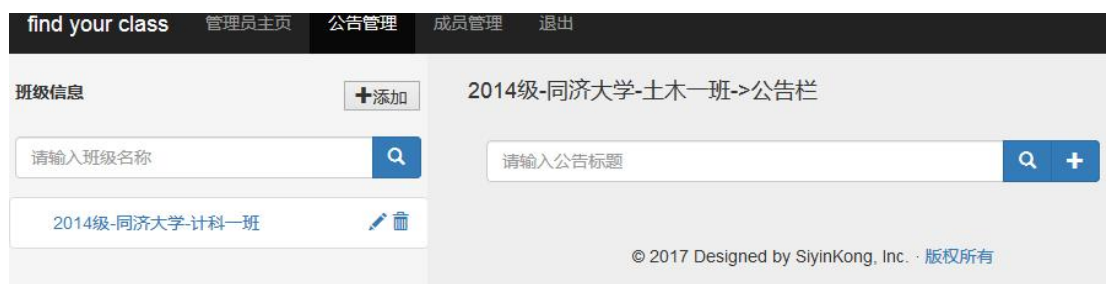 find your class 管理员主页 公告管理 成员管理 退出
班级信息
添加
请输入班级名称
2014级-同济大学-计科一班
2014级-同济大学-土木一班->公告栏
请输入公告标题
© 2017 Designed by SiyinKong, Inc. · 版权所有